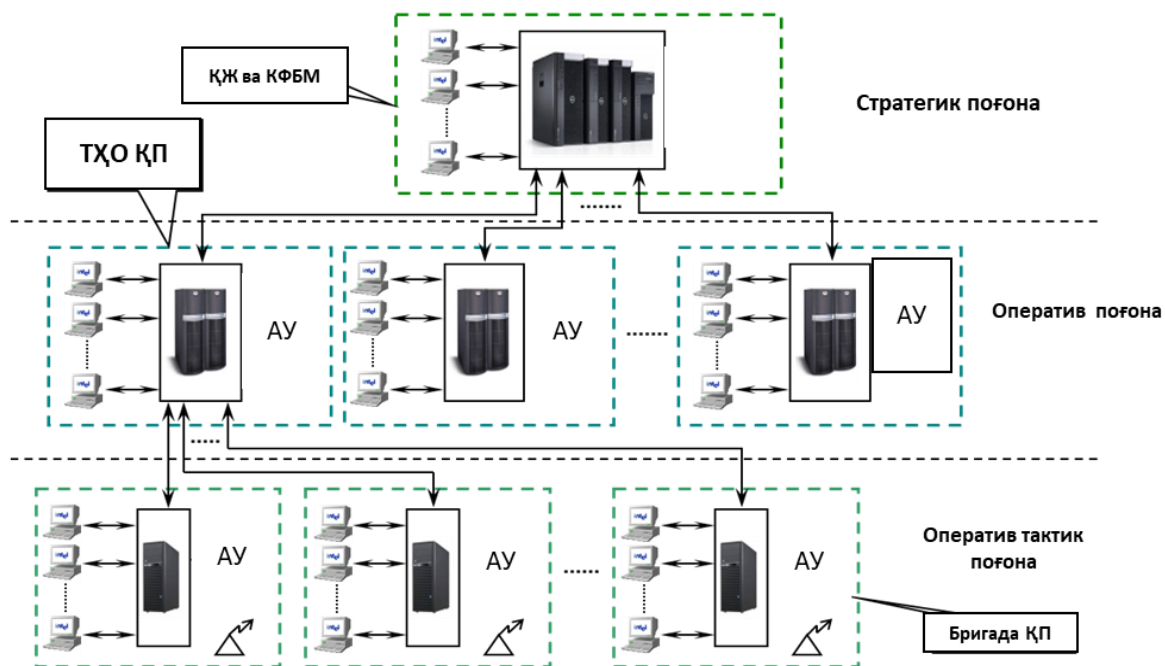 ҚЖ ва КФБМ
Стратегик поғона
ТҲО ҚП
АУ
АУ
АУ
Оператив поғона
АУ
АУ
АУ
Оператив тактик
поғона
Бригада ҚП